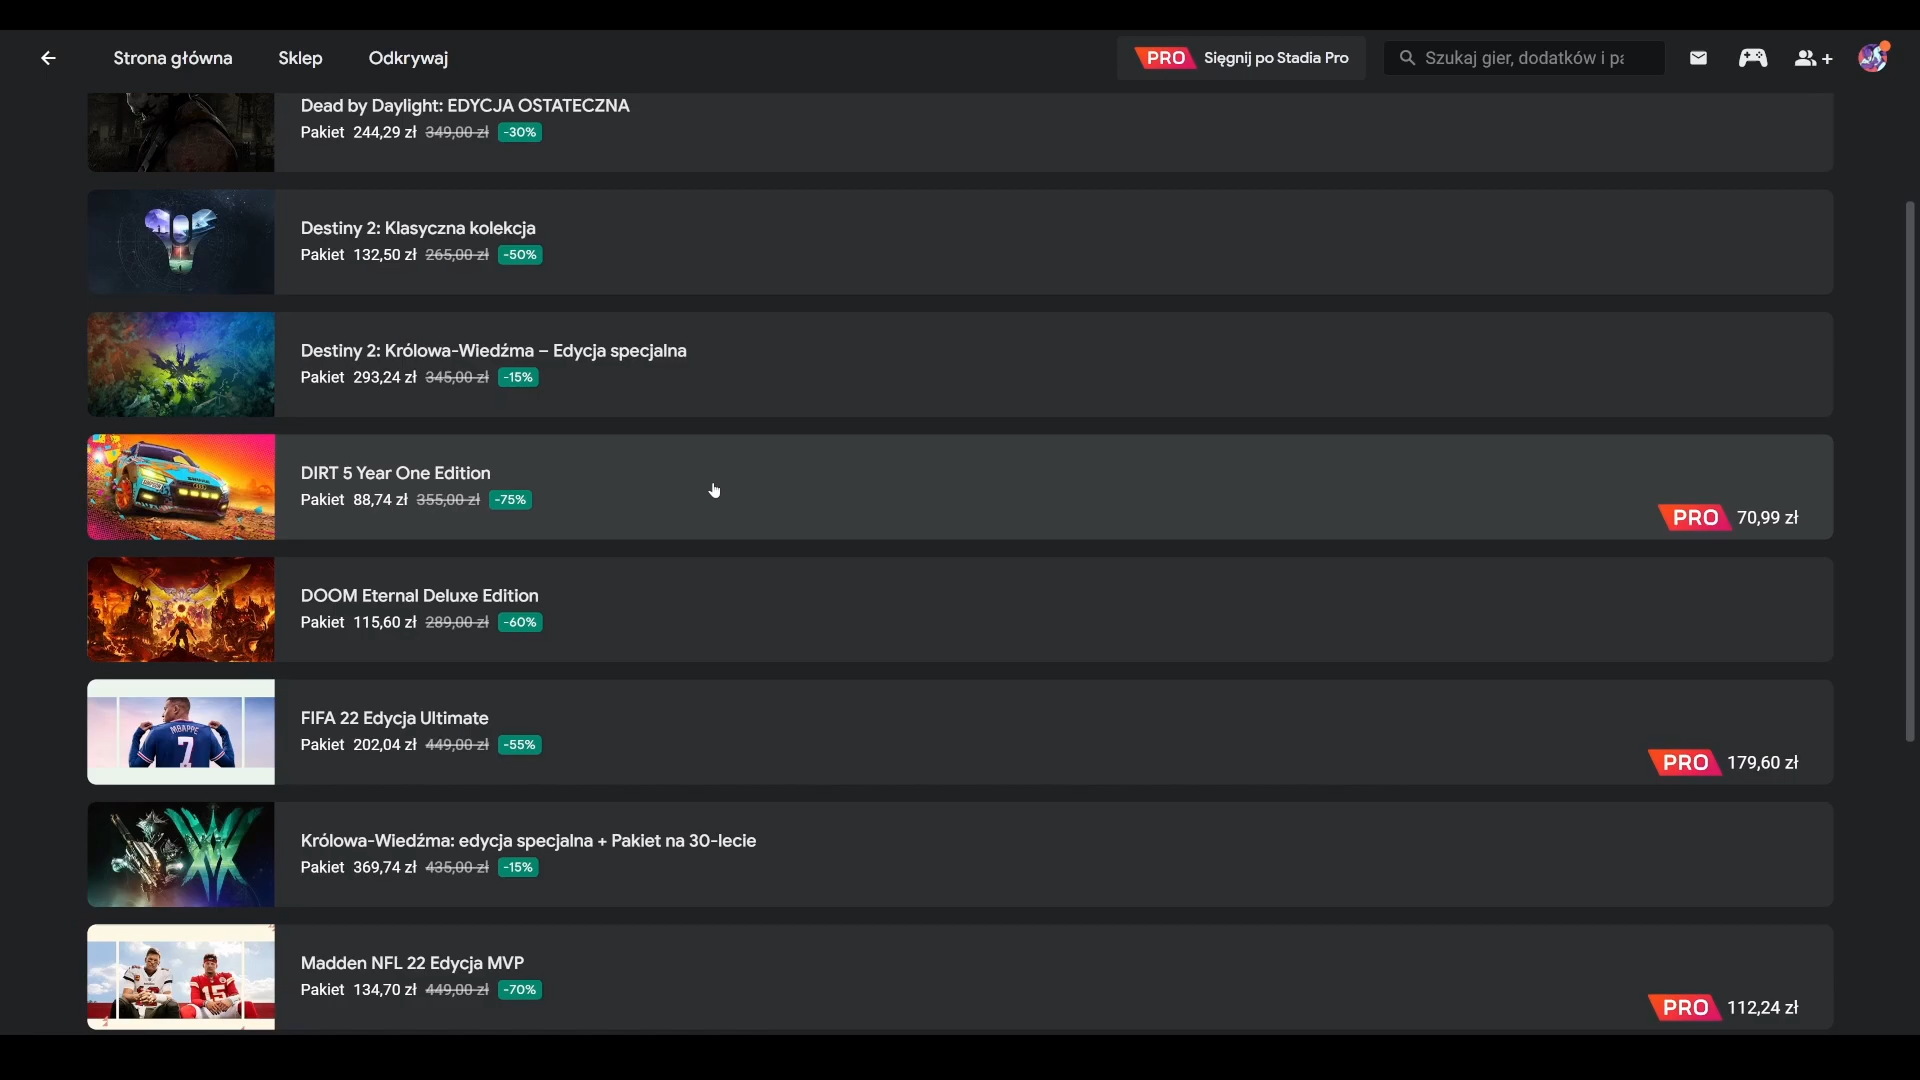 Strona główna
Sklep
Odkrywaj
PRO Sięgnij po Stadia Pro
Szukaj gier, dodatków i pa
Dead by Daylight: EDYCJA OSTATECZNA
Pakiet 244,29 zł 349,00 zł -30%
Destiny 2: Klasyczna kolekcja
Pakiet 132,50 zł 265,00 zł -50%
Destiny 2: Królowa-Wiedźma – Edycja specjalna
Pakiet 293,24 zł 345,00 zł -15%
DIRT 5 Year One Edition
Pakiet 88,74 zł 355,00 zł -75%
PRO 70,99 zł
DOOM Eternal Deluxe Edition
Pakiet 115,60 zł 289,00 zł -60%
MBAPPE
7
FIFA 22 Edycja Ultimate
Pakiet 202,04 zł 449,00 zł -55%
PRO 179,60 zł
Królowa-Wiedźma: edycja specjalna + Pakiet na 30-lecie
Pakiet 369,74 zł 435,00 zł -15%
15
Madden NFL 22 Edycja MVP
Pakiet 134,70 zł 449,00 zł -70%
PRO 112,24 zł